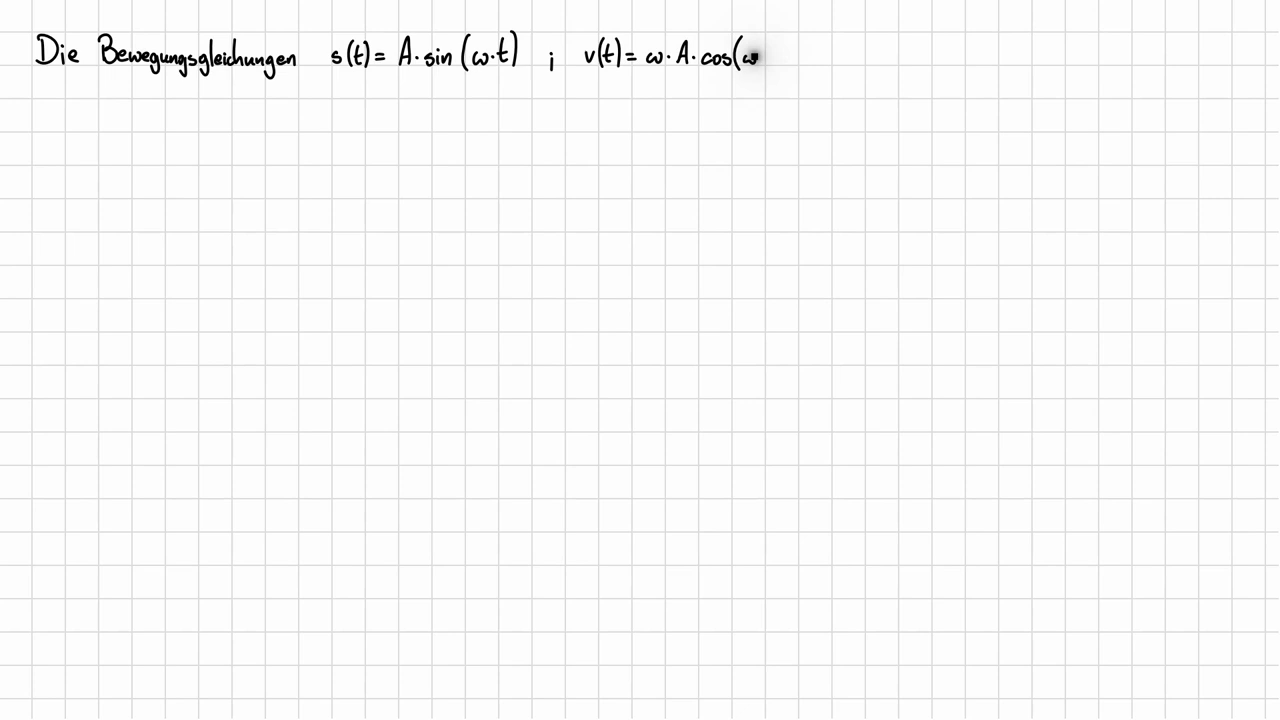 Die Bewegungsgleichungen s(t) = A · sin (ω · t) ; v(t) = ω · A · cos(ω